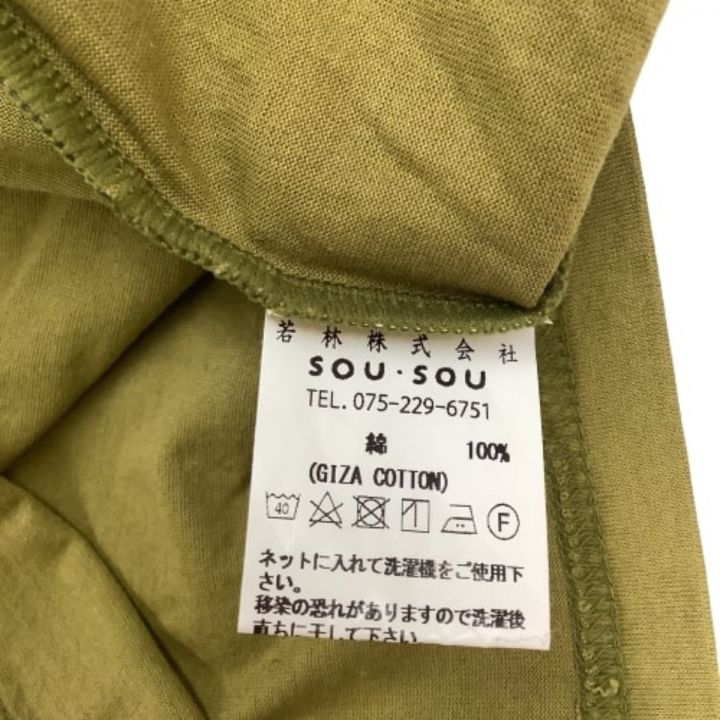 若林株式会社
SOU・SOU
TEL. 075-229-6751
綿 100%
(GIZA COTTON)
40 F
ネットに入れて洗濯機をご使用下
さい。
移染の恐れがありますので洗濯後
直ちに干して下さい